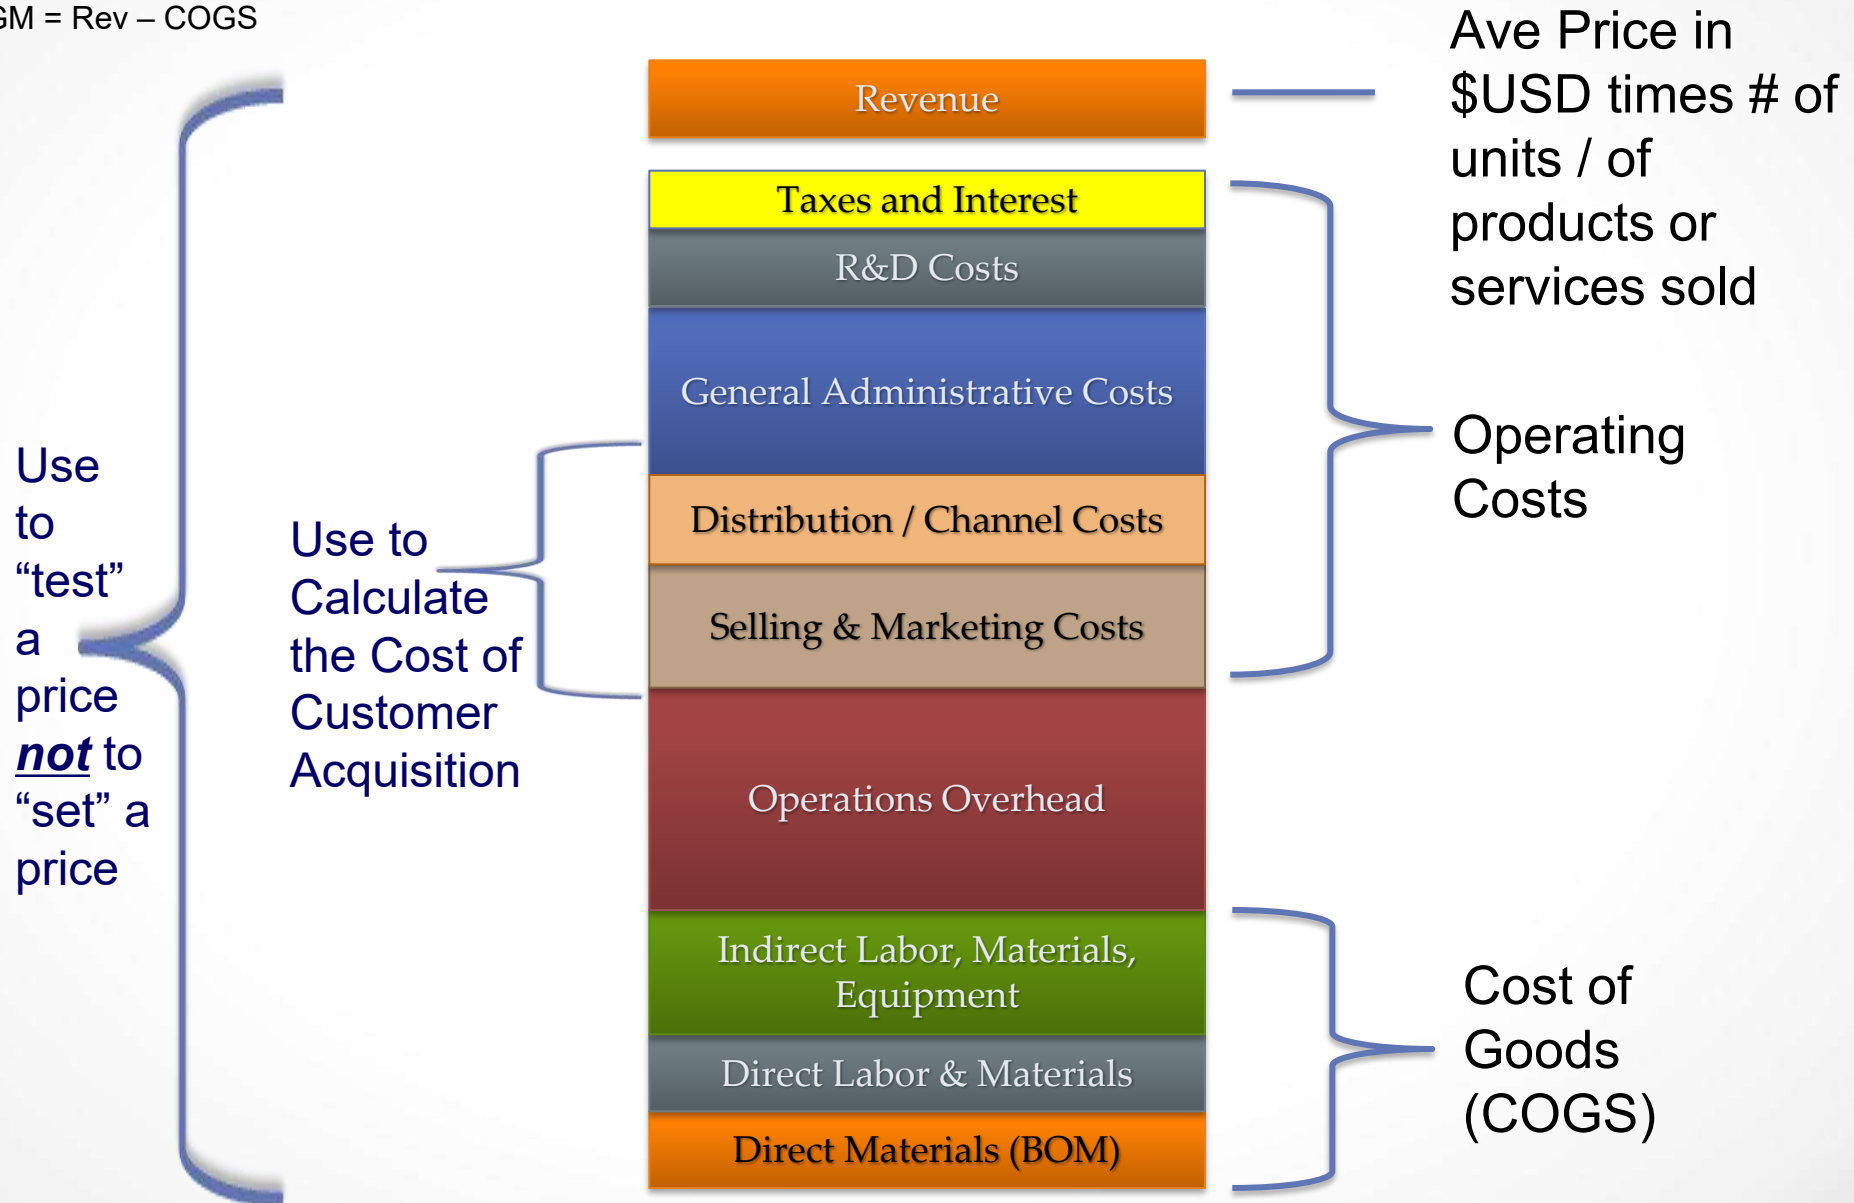 GM = Rev – COGS
Revenue
Ave Price in
$USD times # of
units / of
products or
services sold
Taxes and Interest
R&D Costs
General Administrative Costs
Distribution / Channel Costs
Selling & Marketing Costs
Operations Overhead
Indirect Labor, Materials,
Equipment
Direct Labor & Materials
Direct Materials (BOM)
Operating
Costs
Cost of
Goods
(COGS)
Use
to
“test”
a
price
not to
“set” a
price
Use to
Calculate
the Cost of
Customer
Acquisition